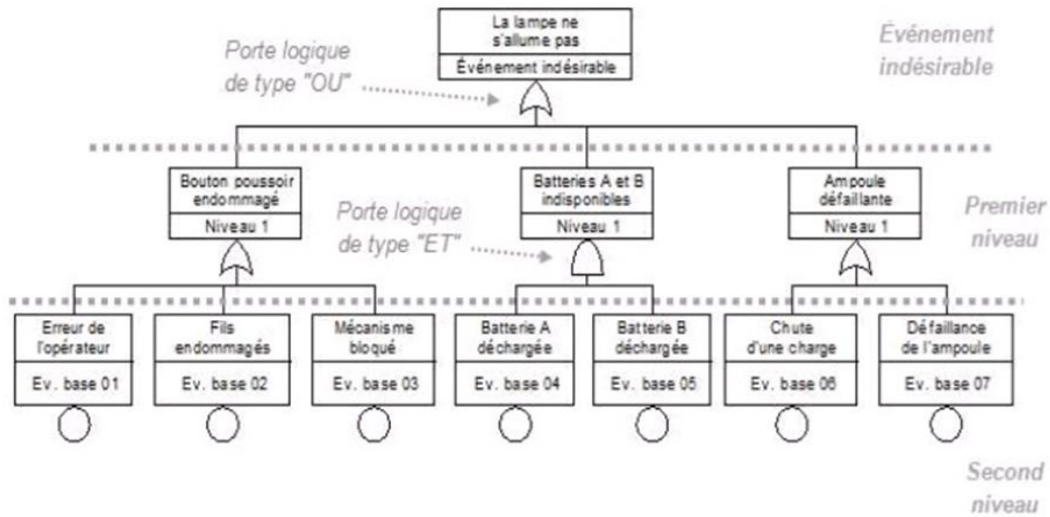 La lampe ne
s'allume pas
Événement indésirable
Porte logique
de type "OU"
Événement
indésirable
Bouton poussoir
endommagé
Niveau 1
Porte logique
de type "ET"
Batteries A et B
indisponibles
Niveau 1
Ampoule
défaillante
Niveau 1
Premier
niveau
Erreur de
l'opérateur
Ev. base 01
Fils
endommagés
Ev. base 02
Mécanisme
bloqué
Ev. base 03
Batterie A
déchargée
Ev. base 04
Batterie B
déchargée
Ev. base 05
Chute
d'une charge
Ev. base 06
Défaillance
de l'ampoule
Ev. base 07
Second
niveau